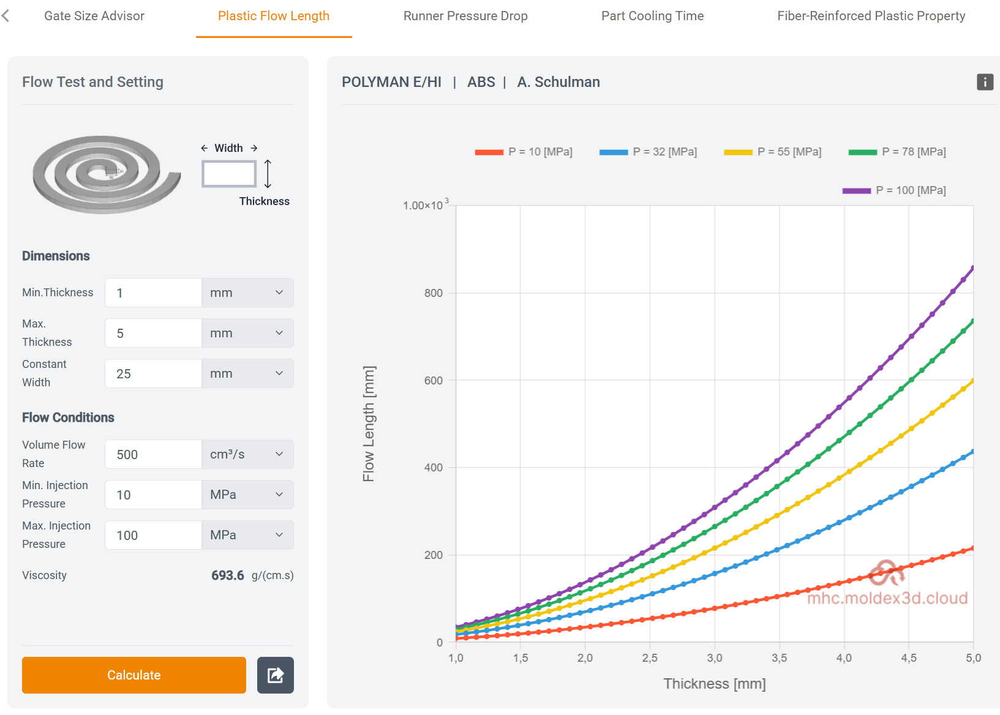 Gate Size Advisor
Plastic Flow Length
Runner Pressure Drop
Part Cooling Time
Fiber-Reinforced Plastic Property
Flow Test and Setting
Width
Thickness
Dimensions
Min.Thickness 1 mm
Max.
Thickness 5 mm
Constant
Width 25 mm
Flow Conditions
Volume Flow
Rate 500 cm³/s
Min. Injection
Pressure 10 MPa
Max. Injection
Pressure 100 MPa
Viscosity 693.6 g/(cm.s)
Calculate
POLYMAN E/HI | ABS | A. Schulman
i
P = 10 [MPa] P = 32 [MPa] P = 55 [MPa] P = 78 [MPa]
P = 100 [MPa]
1.00×10³
800
600
400
200
0
Flow Length [mm]
1,0 1,5 2,0 2,5 3,0 3,5 4,0 4,5 5,0
Thickness [mm]
mhc.moldex3d.cloud